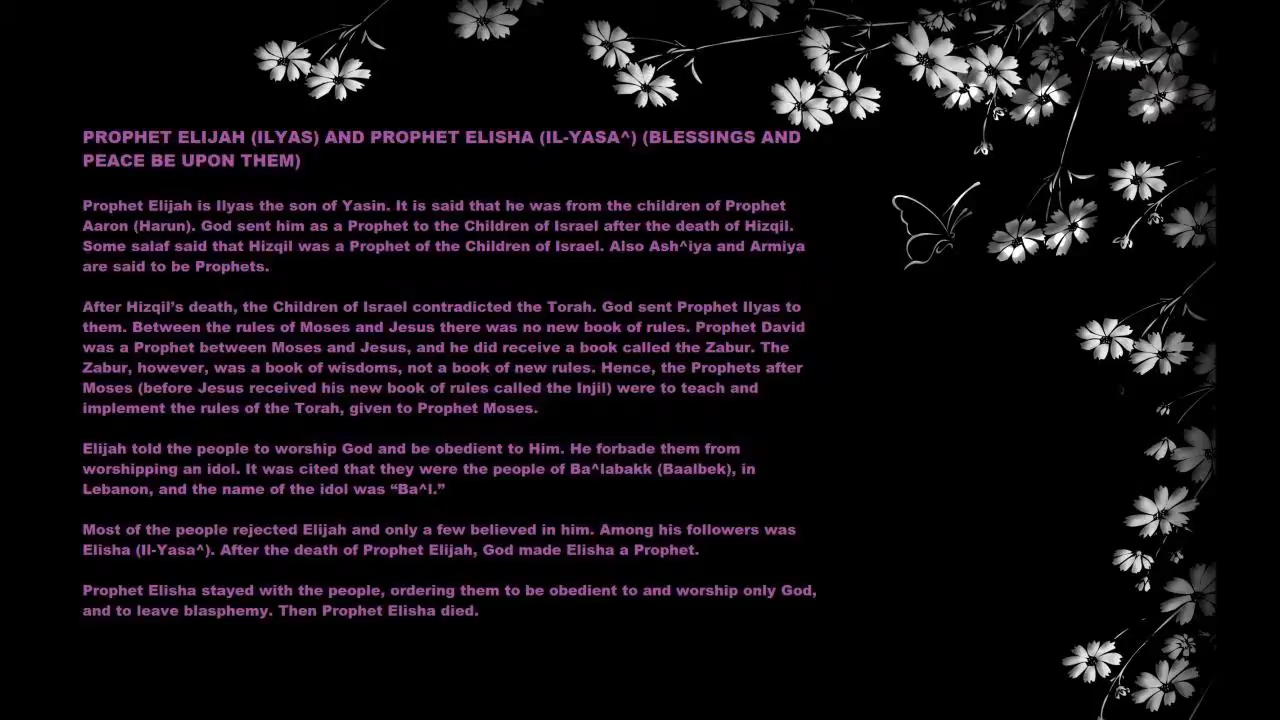 PROPHET ELIJAH (ILYAS) AND PROPHET ELISHA (IL-YASA^) (BLESSINGS AND
PEACE BE UPON THEM)
Prophet Elijah is Ilyas the son of Yasin. It is said that he was from the children of Prophet
Aaron (Harun). God sent him as a Prophet to the Children of Israel after the death of Hizqil.
Some salaf said that Hizqil was a Prophet of the Children of Israel. Also Ash^iya and Armiya
are said to be Prophets.
After Hizqil’s death, the Children of Israel contradicted the Torah. God sent Prophet Ilyas to
them. Between the rules of Moses and Jesus there was no new book of rules. Prophet David
was a Prophet between Moses and Jesus, and he did receive a book called the Zabur. The
Zabur, however, was a book of wisdoms, not a book of new rules. Hence, the Prophets after
Moses (before Jesus received his new book of rules called the Injil) were to teach and
implement the rules of the Torah, given to Prophet Moses.
Elijah told the people to worship God and be obedient to Him. He forbade them from
worshipping an idol. It was cited that they were the people of Ba^labakk (Baalbek), in
Lebanon, and the name of the idol was “Ba^l.”
Most of the people rejected Elijah and only a few believed in him. Among his followers was
Elisha (Il-Yasa^). After the death of Prophet Elijah, God made Elisha a Prophet.
Prophet Elisha stayed with the people, ordering them to be obedient to and worship only God,
and to leave blasphemy. Then Prophet Elisha died.